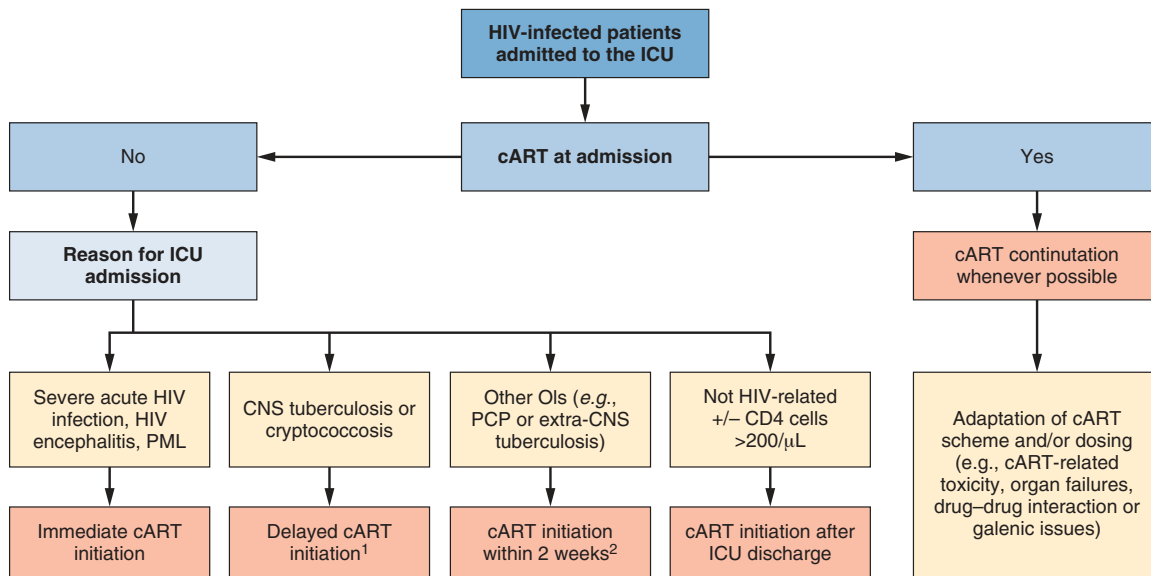 HIV-infected patients
admitted to the ICU
No
cART at admission
Yes
Reason for ICU
admission
cART continutation
whenever possible
Severe acute HIV
infection, HIV
encephalitis, PML
CNS tuberculosis or
cryptococcosis
Other OIs (e.g.,
PCP or extra-CNS
tuberculosis)
Not HIV-related
+/– CD4 cells
>200/μL
Adaptation of cART
scheme and/or dosing
(e.g., cART-related
toxicity, organ failures,
drug–drug interaction or
galenic issues)
Immediate cART
initiation
Delayed cART
initiation¹
cART initiation
within 2 weeks²
cART initiation after
ICU discharge